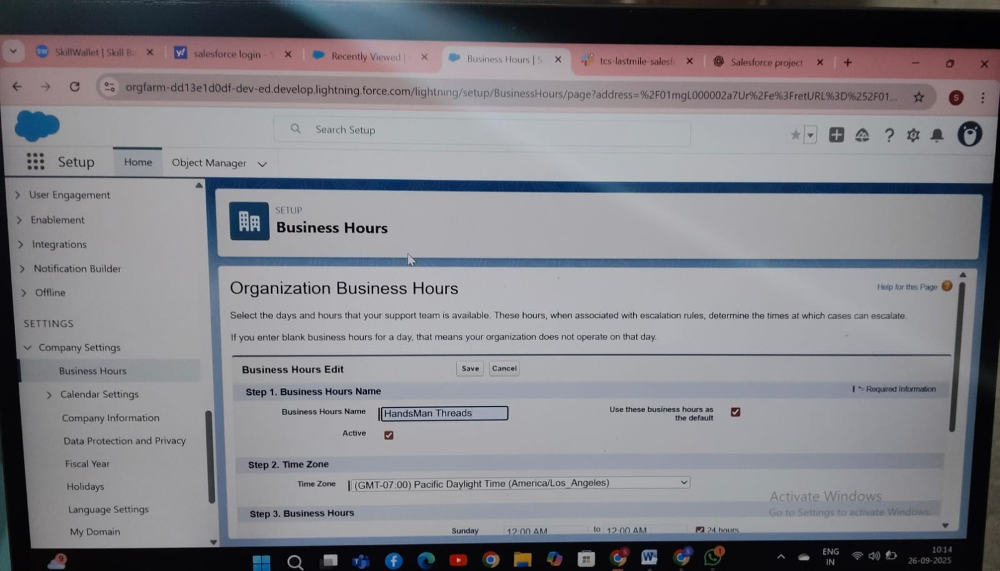 SW SkillWallet | Skill Ba
salesforce login -
Recently Viewed |
Business Hours | S
tcs-lastmile-salesf
Salesforce project
orgfarm-dd13e1d0df-dev-ed.develop.lightning.force.com/lightning/setup/BusinessHours/page?address=%2F01mgL000002a7Ur%2Fe%3FretURL%3D%252F01...
S
Search Setup
Setup
Home
Object Manager
User Engagement
Enablement
Integrations
Notification Builder
Offline
SETTINGS
Company Settings
Business Hours
Calendar Settings
Company Information
Data Protection and Privacy
Fiscal Year
Holidays
Language Settings
My Domain
SETUP
Business Hours
Organization Business Hours
Help for this Page ?
Select the days and hours that your support team is available. These hours, when associated with escalation rules, determine the times at which cases can escalate.
If you enter blank business hours for a day, that means your organization does not operate on that day.
Business Hours Edit Save Cancel
Step 1. Business Hours Name
= Required Information
Business Hours Name HandsMan Threads
Use these business hours as
the default
Active
Step 2. Time Zone
Time Zone (GMT-07:00) Pacific Daylight Time (America/Los_Angeles)
Activate Windows
Go to Settings to activate Windows.
Step 3. Business Hours
Sunday 12:00 AM to 12:00 AM 24 hours
9
ENG
IN
10:14
26-09-2025